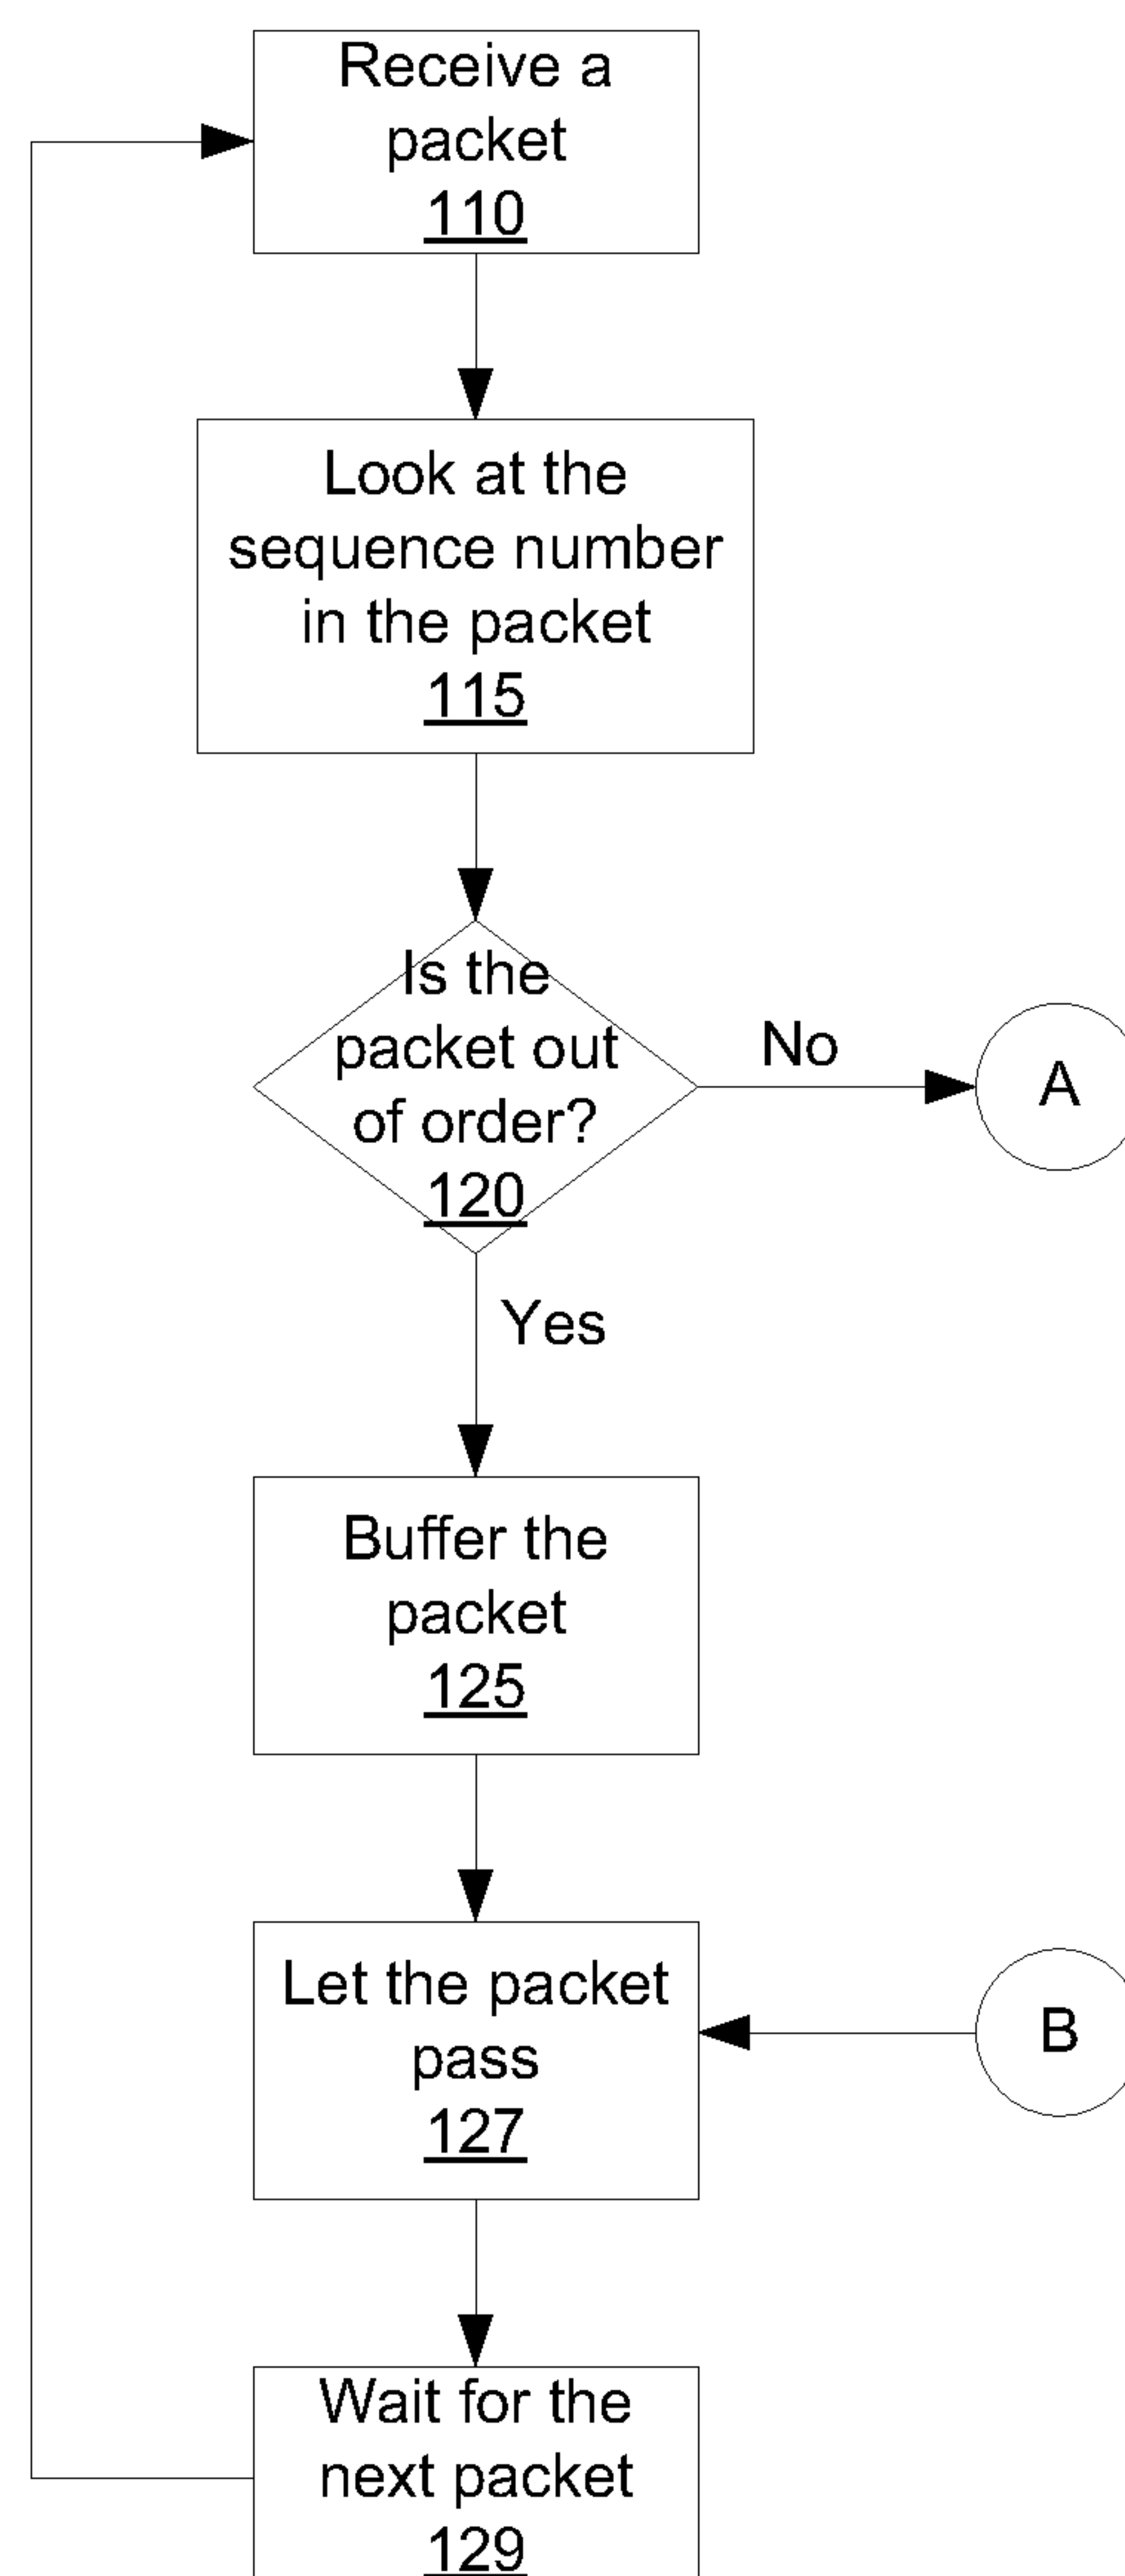 Receive a
packet
110
Look at the
sequence number
in the packet
115
Is the
packet out
of order?
120
No
A
Yes
Buffer the
packet
125
Let the packet
pass
127
B
Wait for the
next packet
129